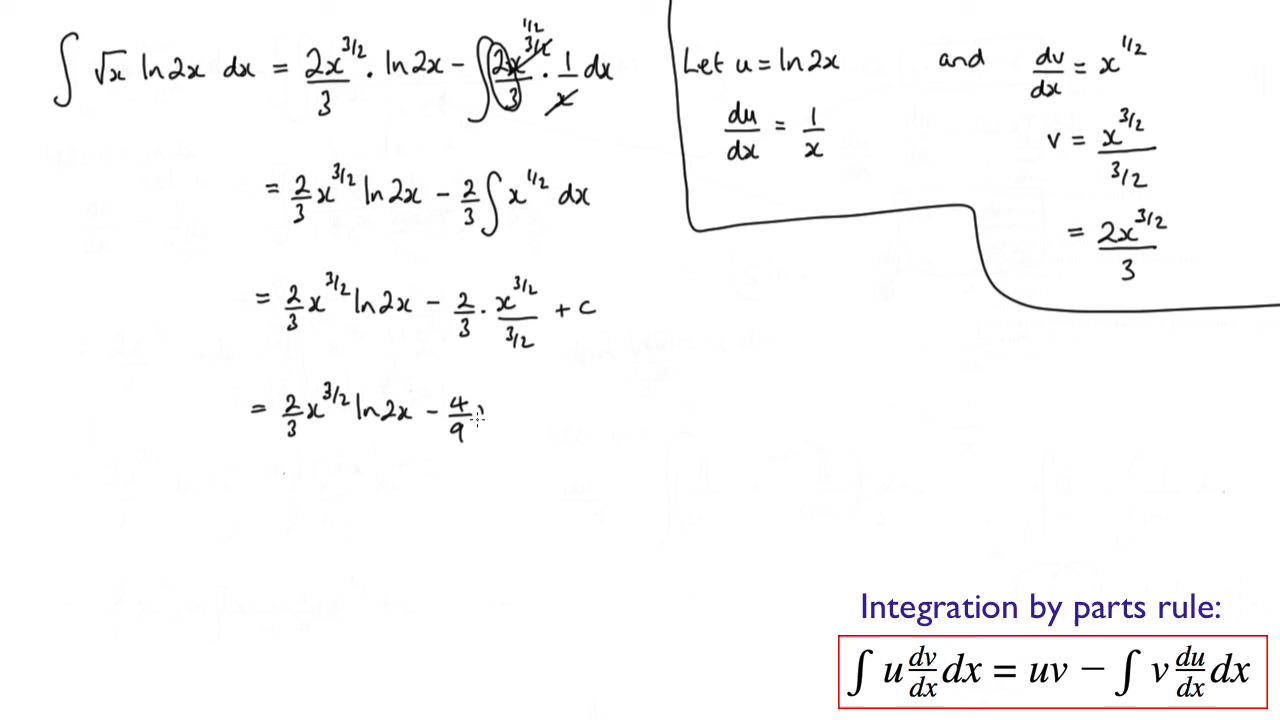 ∫ √x ln2x dx = 2x^3/2 / 3 · ln2x − ∫ 2x^3/2 / 3 · 1/x dx
1/2
= 2/3 x^3/2 ln2x − 2/3 ∫ x^1/2 dx
= 2/3 x^3/2 ln2x − 2/3 · x^3/2 / 3/2 + c
= 2/3 x^3/2 ln2x − 4/9
Let u = ln2x and dv/dx = x^1/2
du/dx = 1/x
v = x^3/2 / 3/2
= 2x^3/2 / 3
Integration by parts rule:
∫ u dv/dx dx = uv − ∫ v du/dx dx